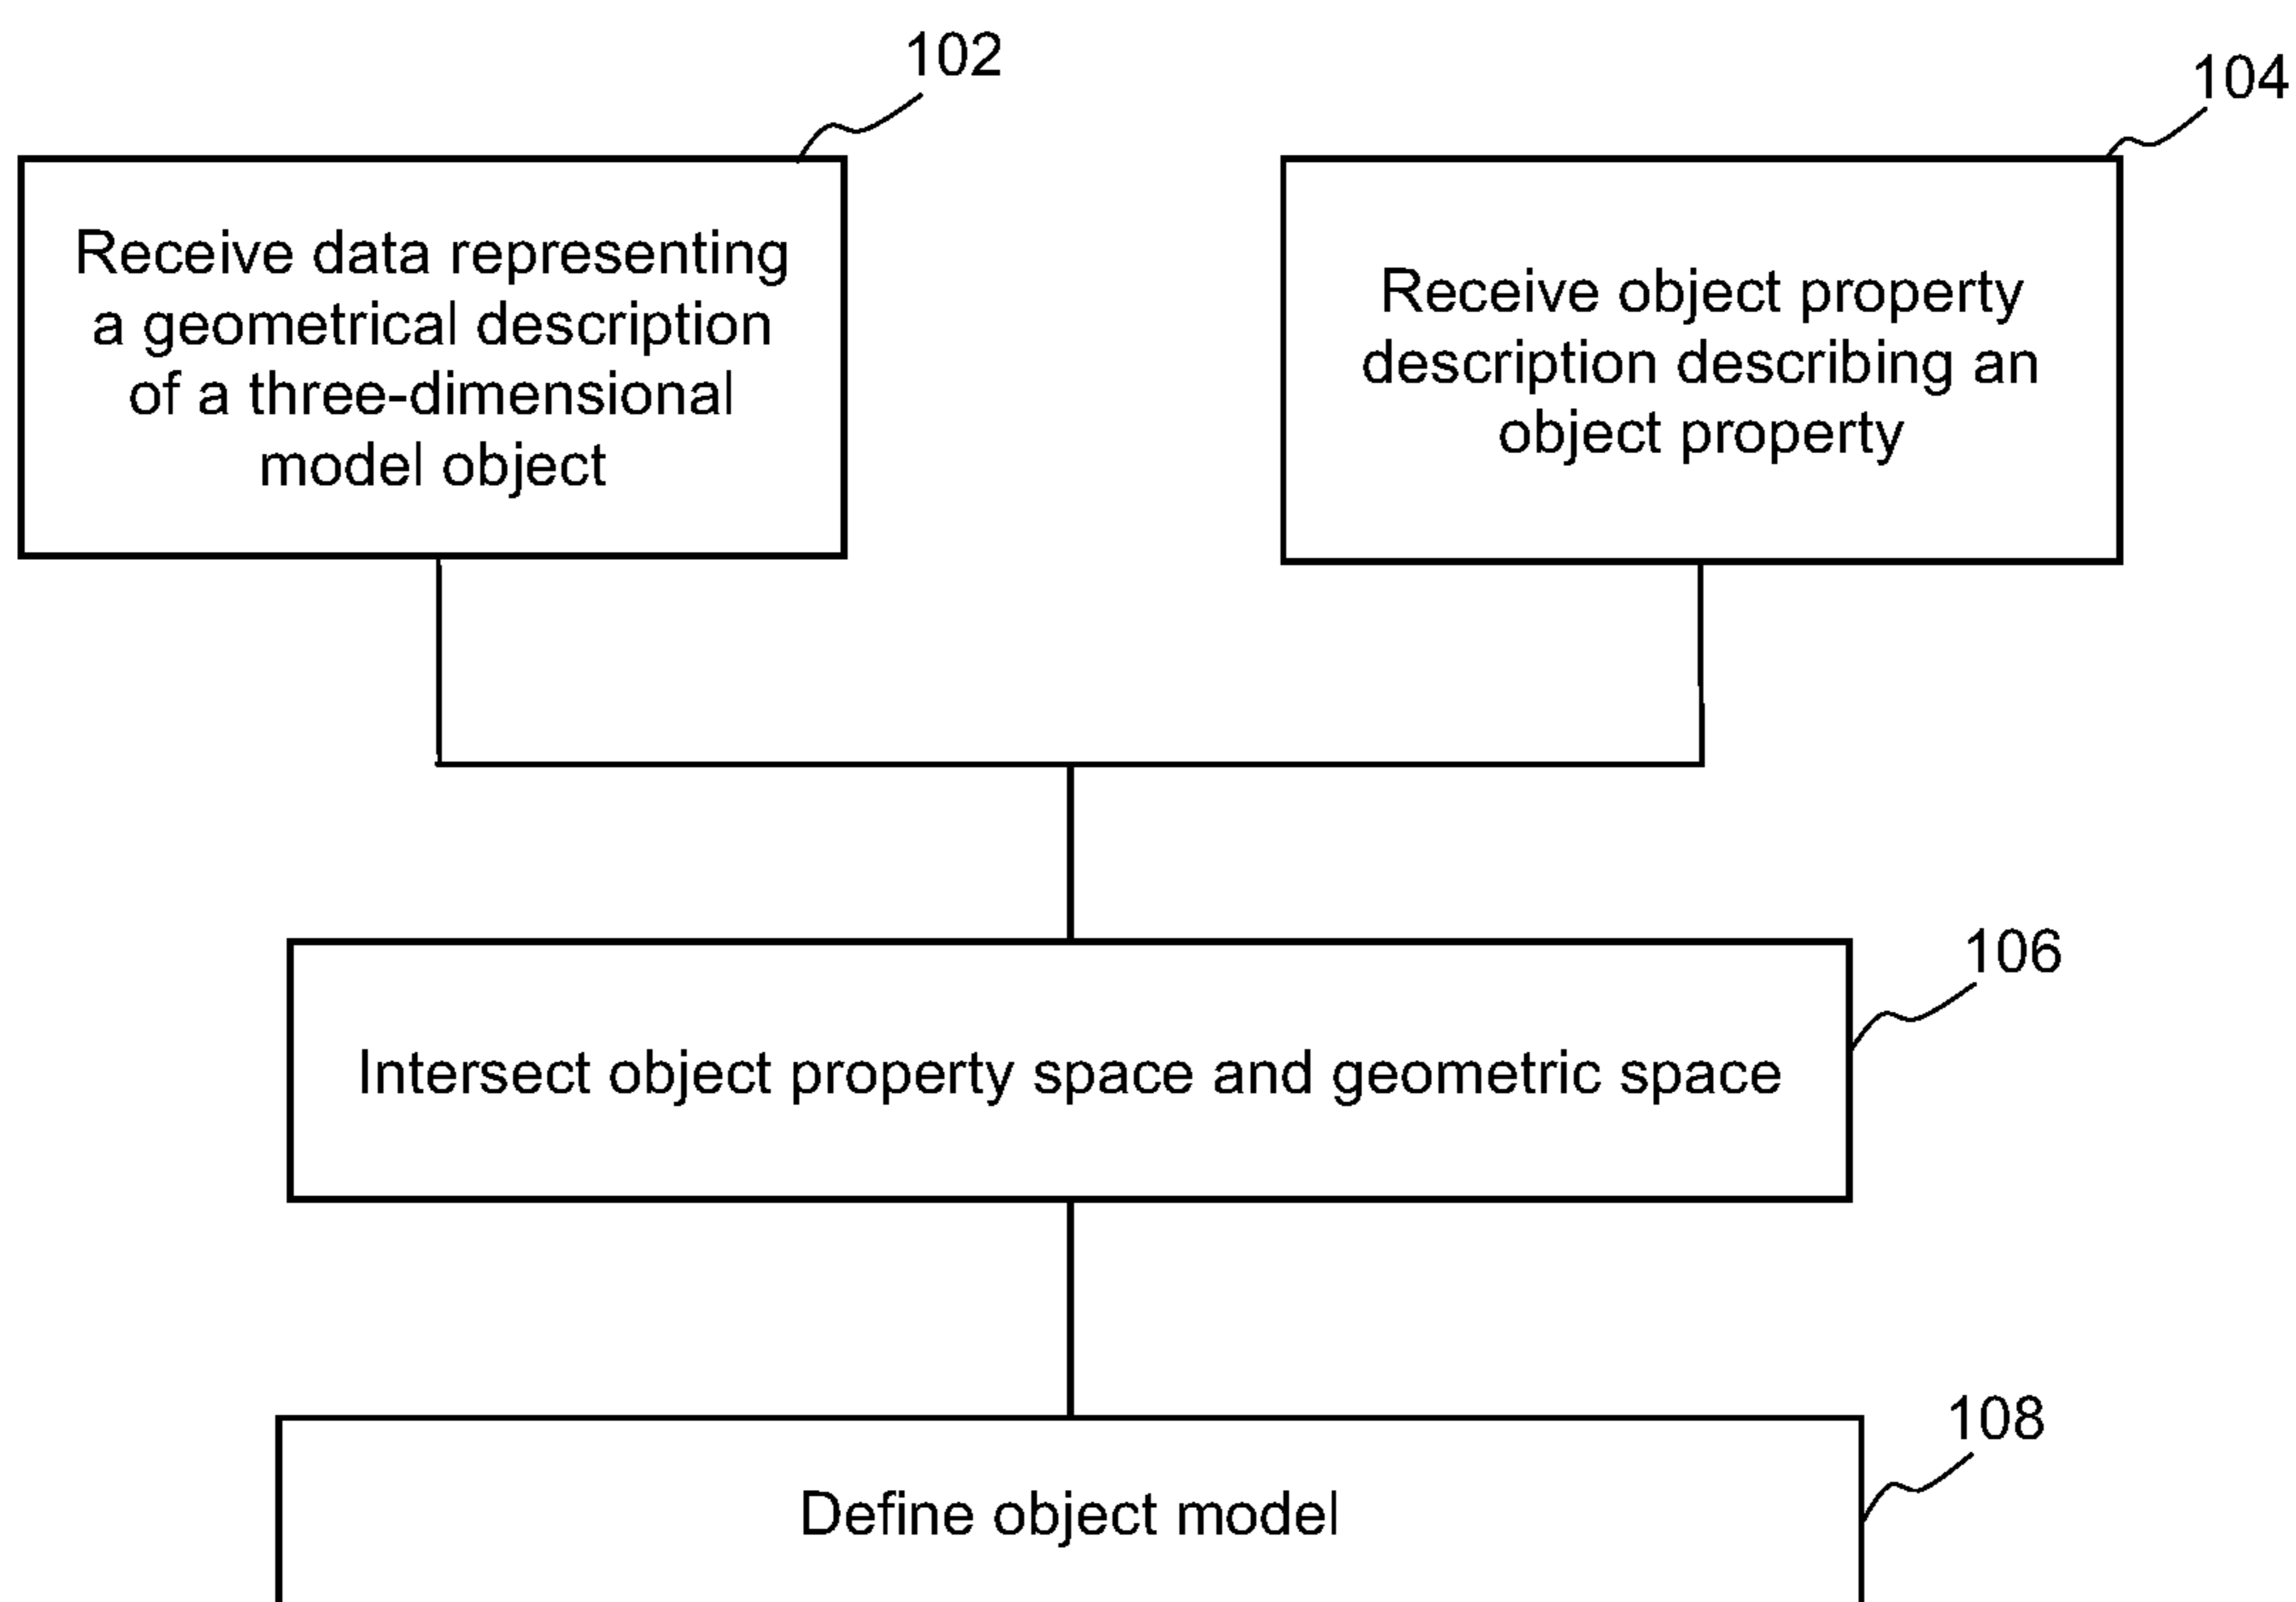 102
104
Receive data representing
a geometrical description
of a three-dimensional
model object
Receive object property
description describing an
object property
106
Intersect object property space and geometric space
108
Define object model